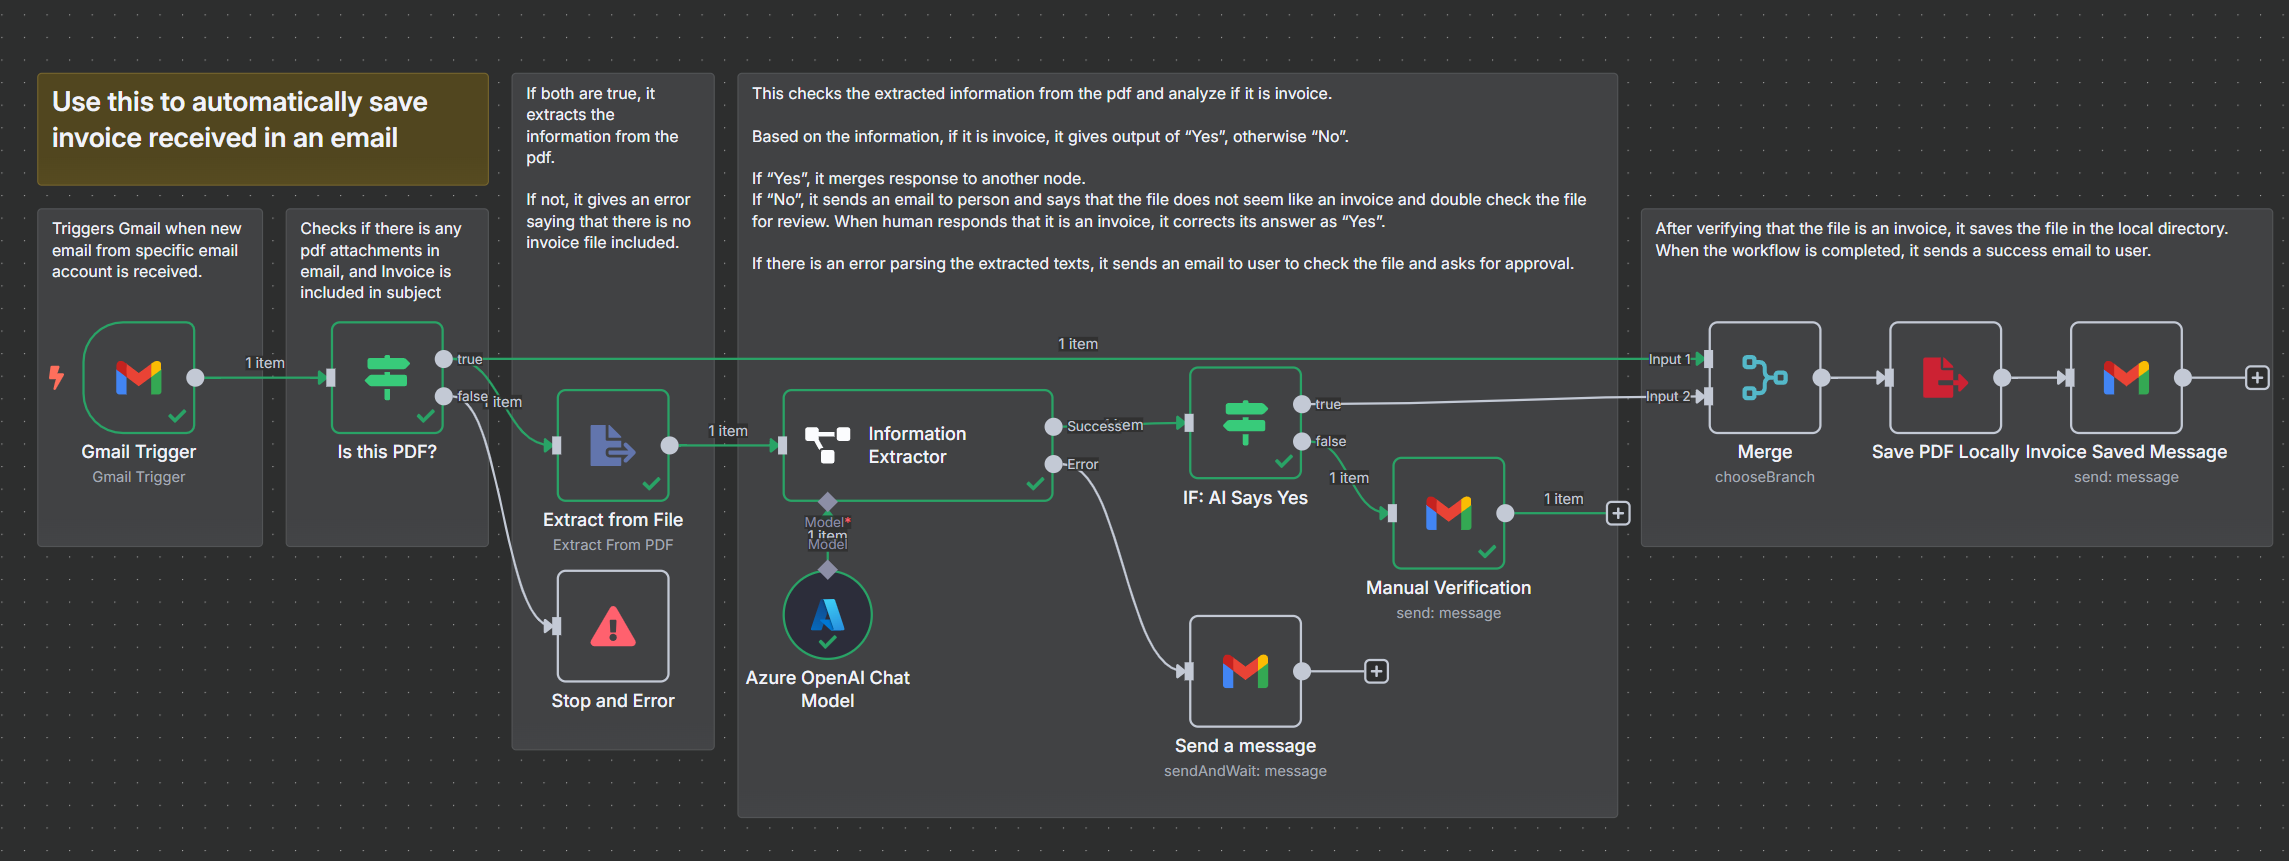 Use this to automatically save
invoice received in an email
Triggers Gmail when new
email from specific email
account is received.
Checks if there is any
pdf attachments in
email, and Invoice is
included in subject
If both are true, it
extracts the
information from the
pdf.
If not, it gives an error
saying that there is no
invoice file included.
This checks the extracted information from the pdf and analyze if it is invoice.
Based on the information, if it is invoice, it gives output of “Yes”, otherwise “No”.
If “Yes”, it merges response to another node.
If “No”, it sends an email to person and says that the file does not seem like an invoice and double check the file
for review. When human responds that it is an invoice, it corrects its answer as “Yes”.
If there is an error parsing the extracted texts, it sends an email to user to check the file and asks for approval.
After verifying that the file is an invoice, it saves the file in the local directory.
When the workflow is completed, it sends a success email to user.
1 item
Gmail Trigger
Gmail Trigger
true
false
Is this PDF?
item
Extract from File
Extract From PDF
Stop and Error
1 item
1 item
Information
Extractor
Success
Error
Model*
1 item
Model
Azure OpenAI Chat
Model
true
false
IF: AI Says Yes
1 item
Manual Verification
send: message
1 item
Send a message
sendAndWait: message
Input 1
Input 2
Merge
chooseBranch
Save PDF Locally
Invoice Saved Message
send: message